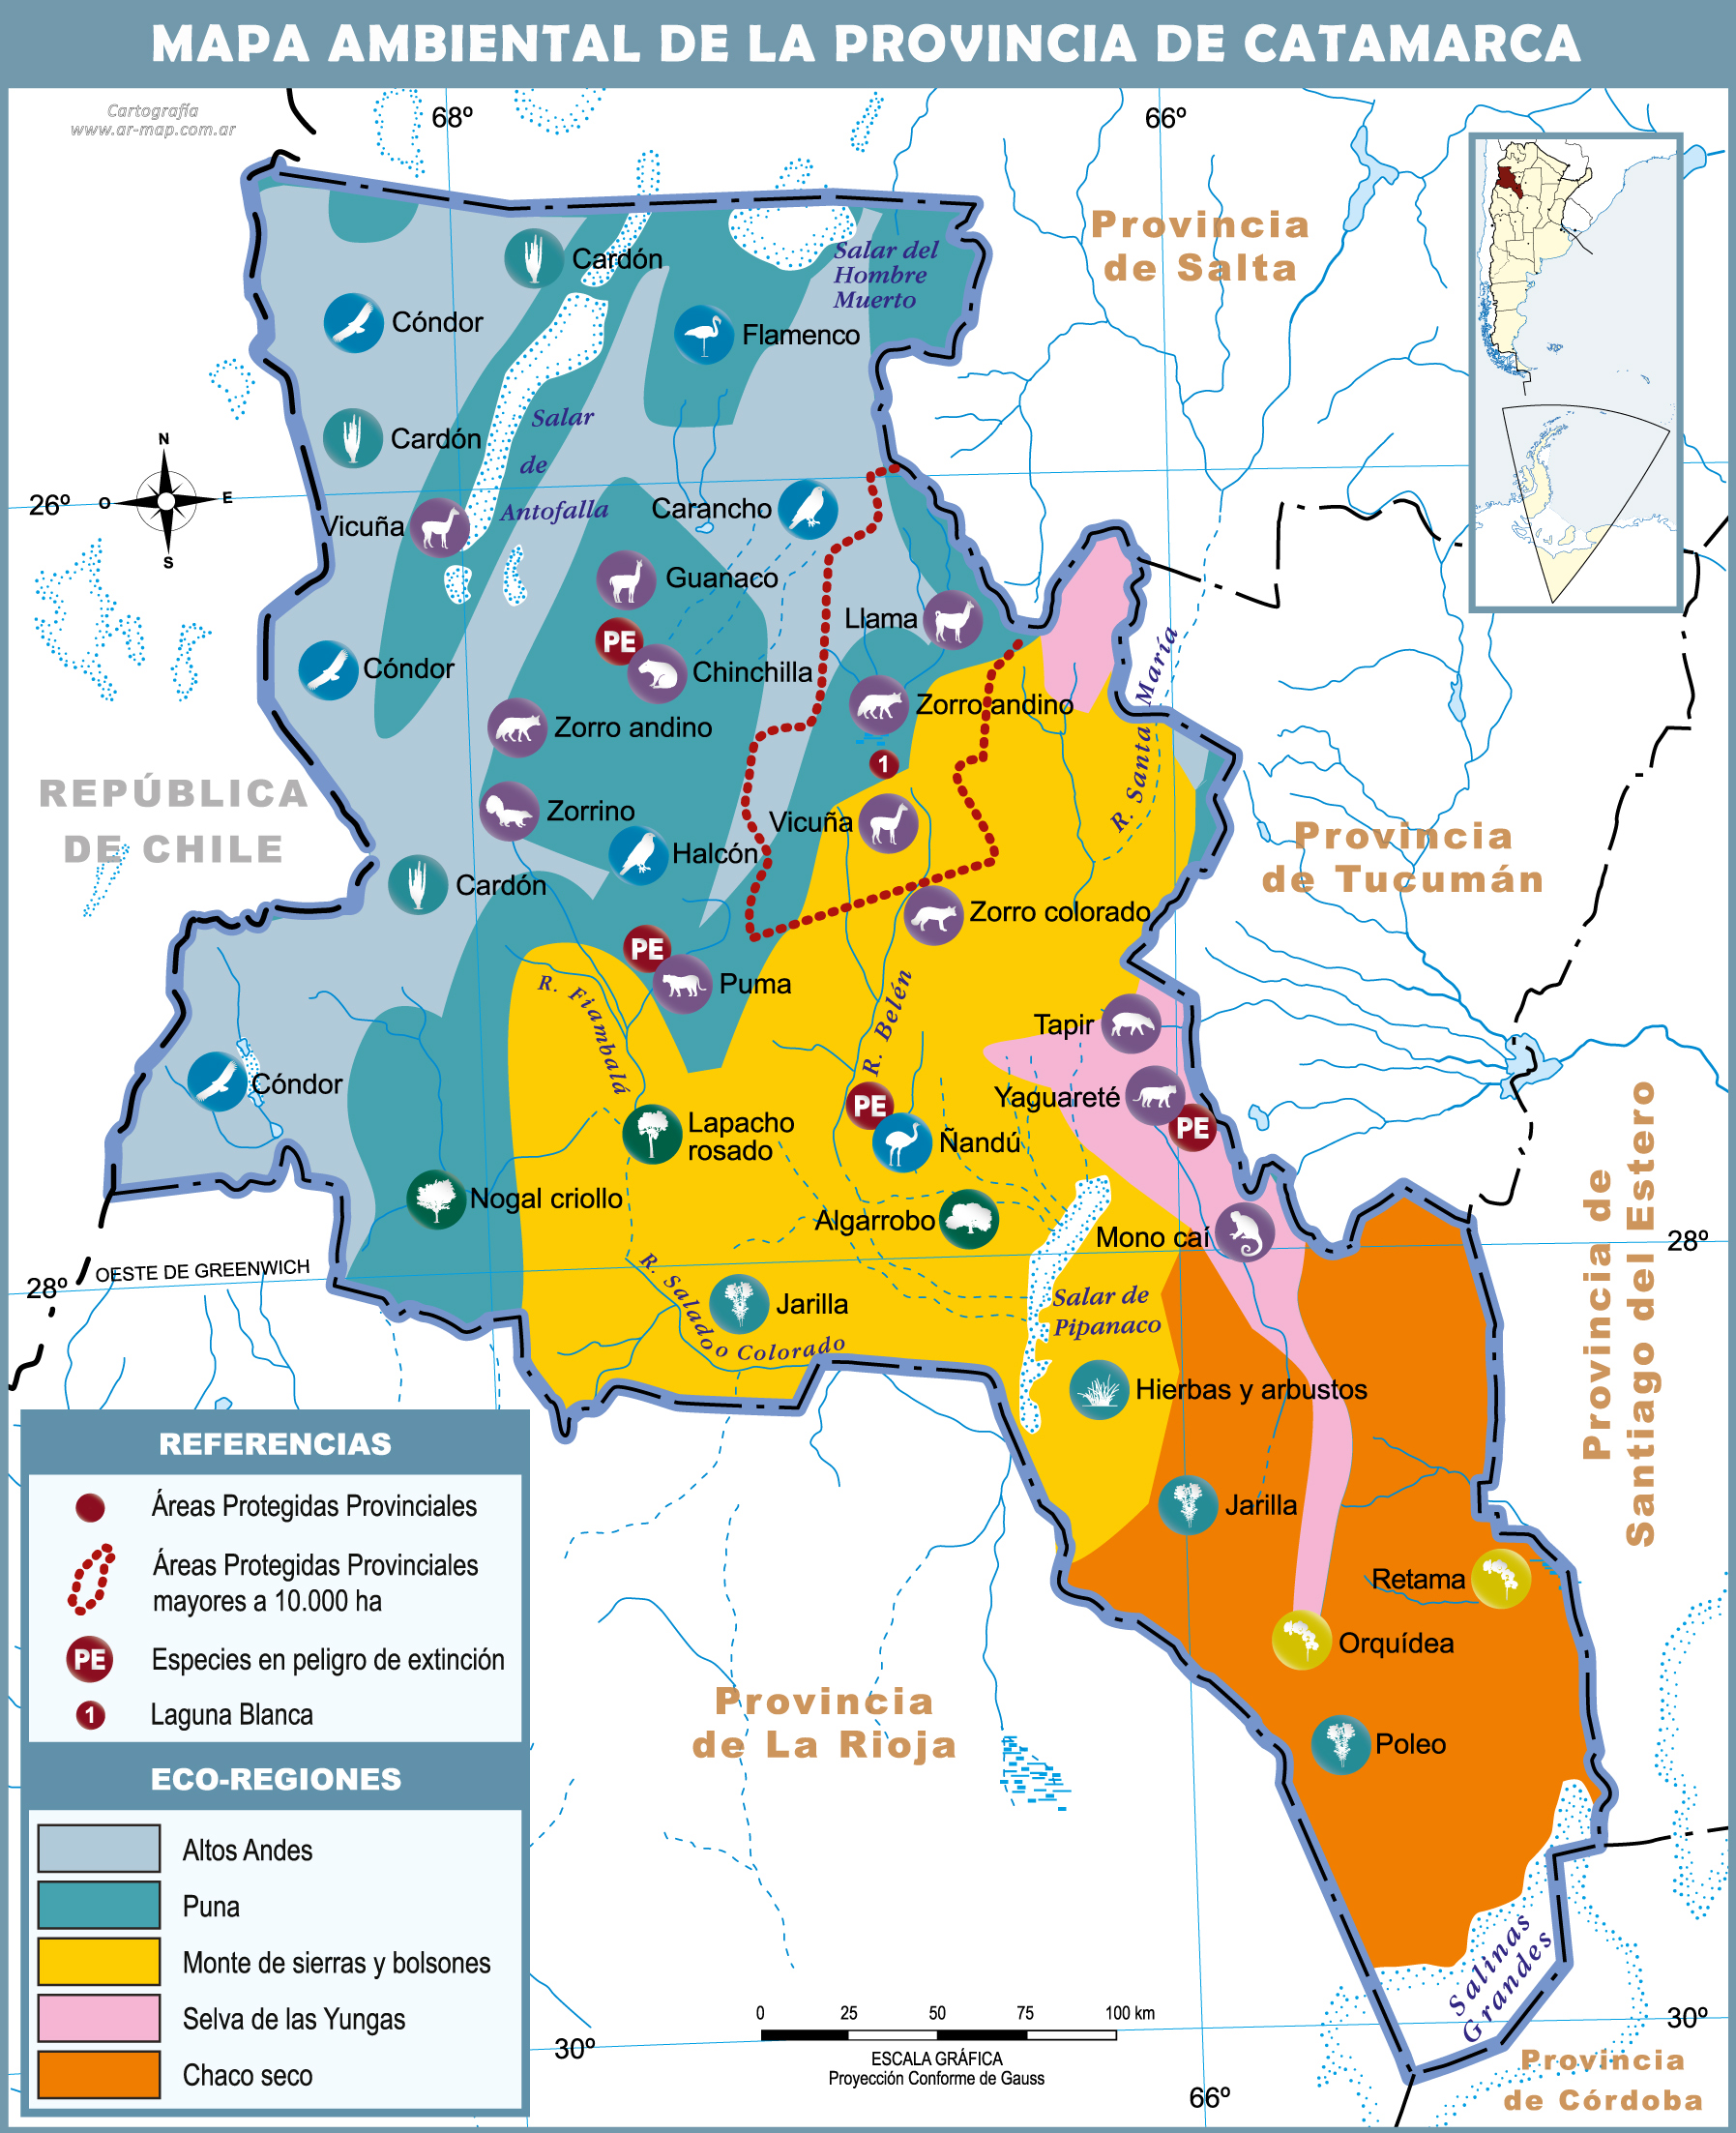 MAPA AMBIENTAL DE LA PROVINCIA DE CATAMARCA
Cartografía
www.ar-map.com.ar
68º
66º
Provincia
de Salta
Cardón
Salar del
Hombre
Muerto
Cóndor
Flamenco
Salar
de
Antofalla
Cardón
N
O
E
S
26º
Vicuña
Carancho
Guanaco
PE
Chinchilla
Llama
Cóndor
Zorro andino
Zorro andino
R. Santa María
1
REPÚBLICA
DE CHILE
Zorrino
Vicuña
Halcón
Provincia
de Tucumán
Cardón
Zorro colorado
PE
Puma
R. Fiambalá
R. Belén
Tapir
Cóndor
Yaguareté
PE
PE
Lapacho
rosado
Ñandú
Nogal criollo
Algarrobo
Mono caí
Provincia de
Santiago del Estero
28º
OESTE DE GREENWICH
28º
R. Salado o Colorado
Jarilla
Salar de
Pipanaco
Hierbas y arbustos
Jarilla
Retama
Orquídea
Poleo
Provincia
de La Rioja
Salinas
Grandes
30º
30º
66º
Provincia
de Córdoba
REFERENCIAS
Áreas Protegidas Provinciales
Áreas Protegidas Provinciales
mayores a 10.000 ha
PE
Especies en peligro de extinción
1
Laguna Blanca
ECO-REGIONES
Altos Andes
Puna
Monte de sierras y bolsones
Selva de las Yungas
Chaco seco
0 25 50 75 100 km
ESCALA GRÁFICA
Proyección Conforme de Gauss